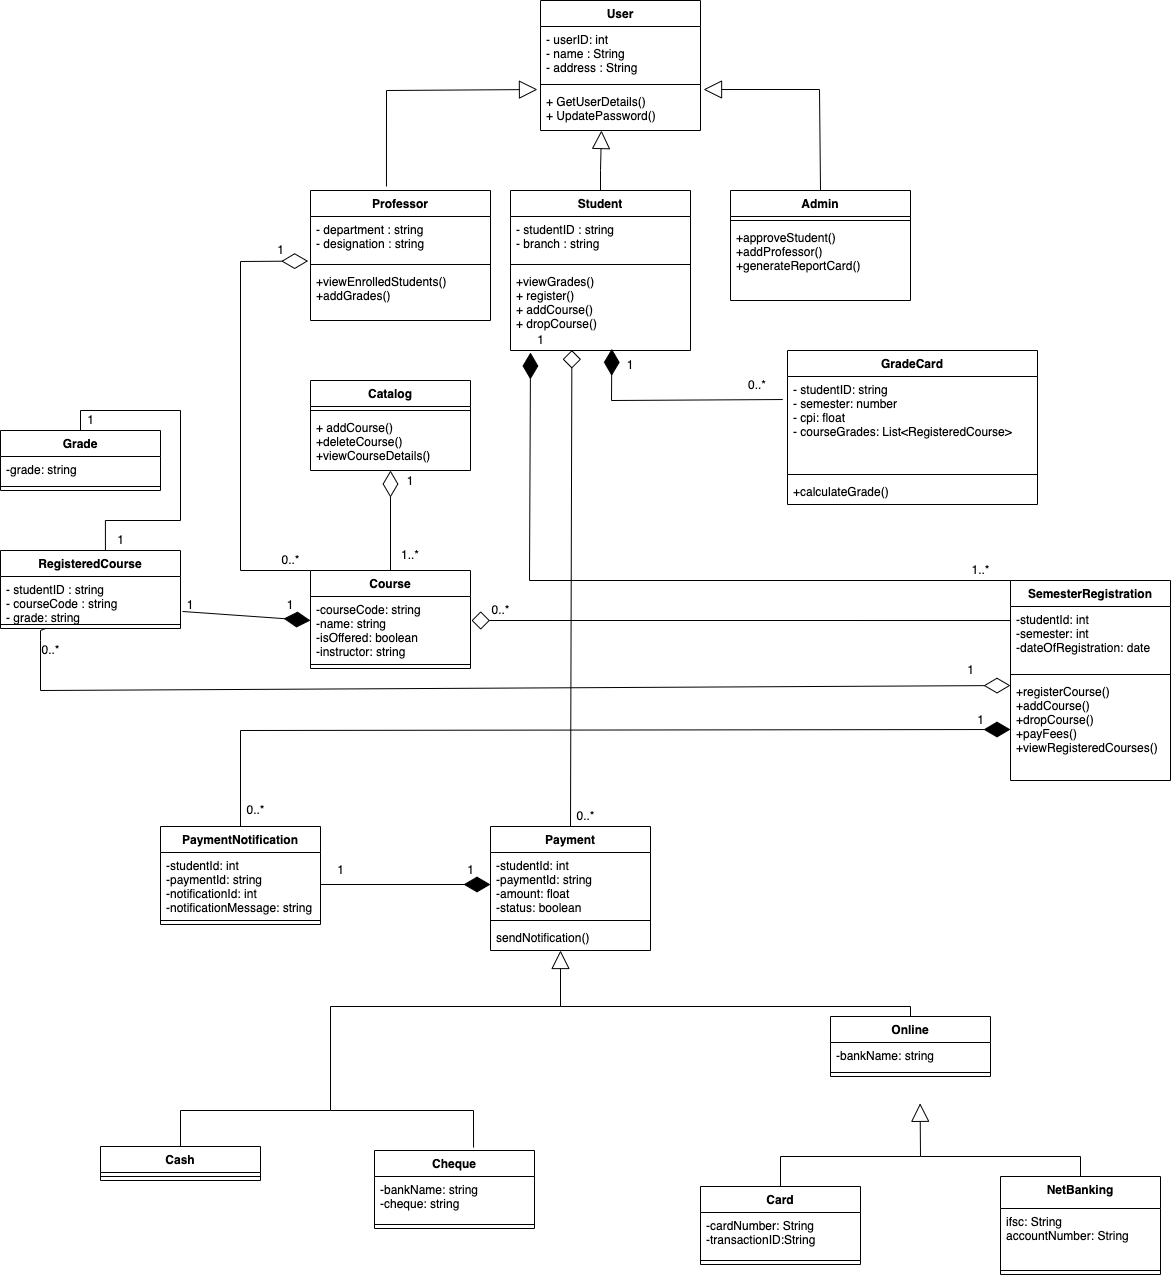 User
- userID: int
- name : String
- address : String
+ GetUserDetails()
+ UpdatePassword()
Professor
- department : string
- designation : string
+viewEnrolledStudents()
+addGrades()
Student
- studentID : string
- branch : string
+viewGrades()
+ register()
+ addCourse()
+ dropCourse()
Admin
+approveStudent()
+addProfessor()
+generateReportCard()
1
1
1
0..*
GradeCard
- studentID: string
- semester: number
- cpi: float
- courseGrades: List<RegisteredCourse>
+calculateGrade()
Catalog
+ addCourse()
+deleteCourse()
+viewCourseDetails()
1
1
Grade
-grade: string
1
0..*
1..*
1..*
RegisteredCourse
- studentID : string
- courseCode : string
- grade: string
1
1
Course
-courseCode: string
-name: string
-isOffered: boolean
-instructor: string
0..*
SemesterRegistration
-studentId: int
-semester: int
-dateOfRegistration: date
+registerCourse()
+addCourse()
+dropCourse()
+payFees()
+viewRegisteredCourses()
0..*
1
1
0..*
0..*
PaymentNotification
-studentId: int
-paymentId: string
-notificationId: int
-notificationMessage: string
1
1
Payment
-studentId: int
-paymentId: string
-amount: float
-status: boolean
sendNotification()
Online
-bankName: string
Cash
Cheque
-bankName: string
-cheque: string
Card
-cardNumber: String
-transactionID:String
NetBanking
ifsc: String
accountNumber: String